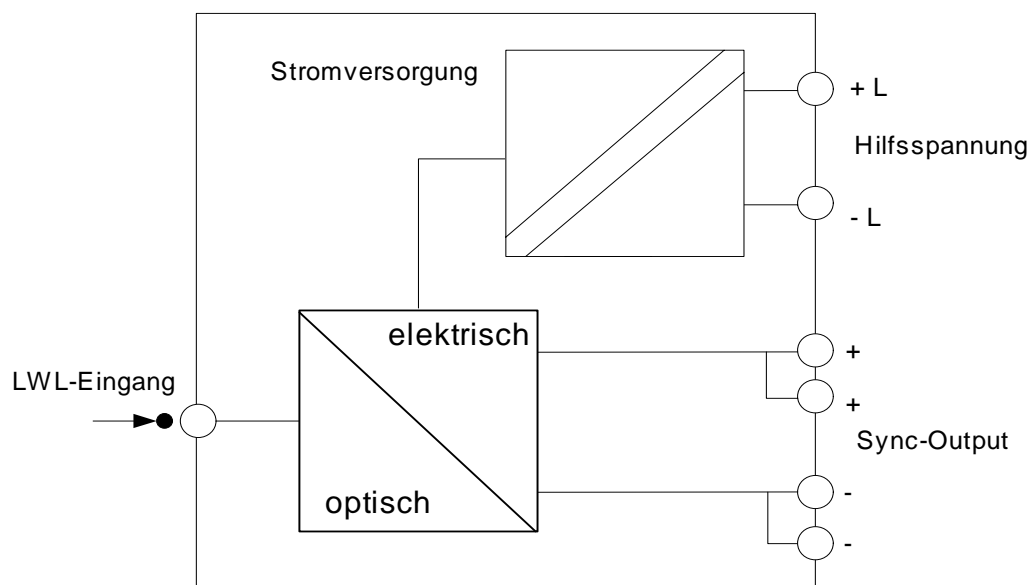 Stromversorgung
+ L
Hilfsspannung
- L
elektrisch
+
LWL-Eingang
+
Sync-Output
optisch
-
-